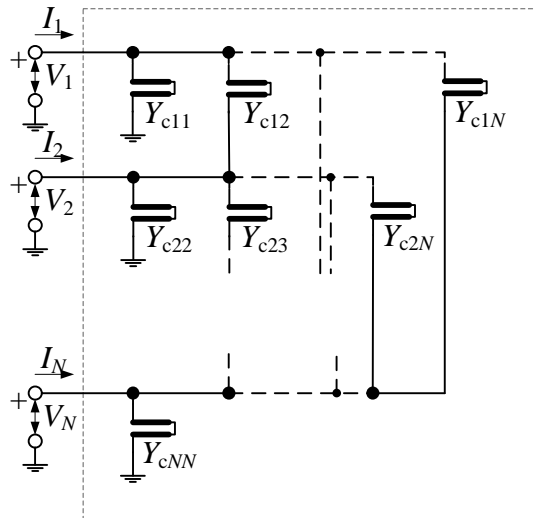 I1
+
V1
Yc11
Yc12
Yc1N
I2
+
V2
Yc22
Yc23
Yc2N
IN
+
VN
YcNN